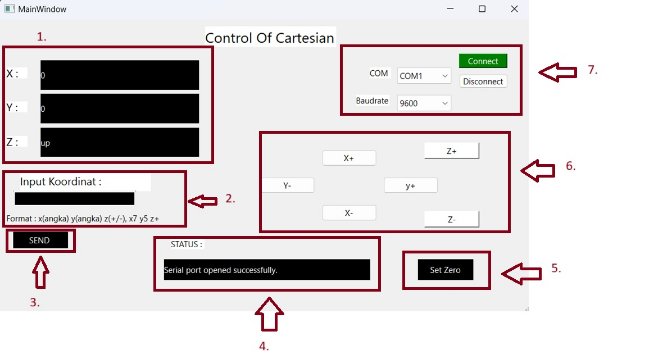 MainWindow
Control Of Cartesian
1.
X :
0
Y :
0
Z :
up
COM
COM1
Connect
Disconnect
Baudrate
9600
7.
Input Koordinat :
Format : x(angka) y(angka) z(+/-), x7 y5 z+
2.
X+
Z+
Y-
y+
X-
Z-
6.
SEND
3.
STATUS :
Serial port opened successfully.
4.
Set Zero
5.